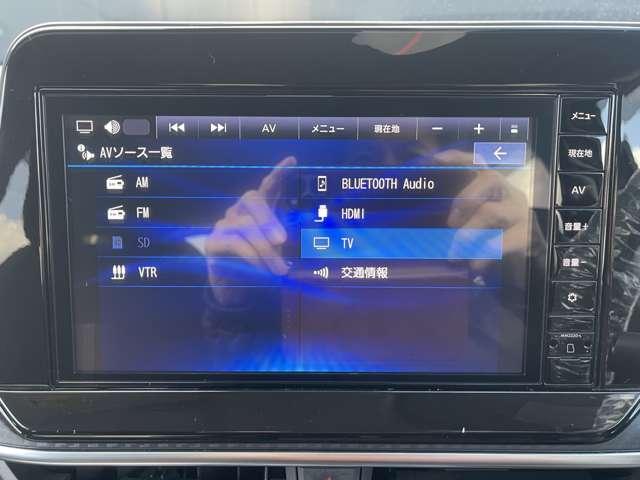 AV メニュー 現在地 − +
AVソース一覧
AM
FM
SD
VTR
BLUETOOTH Audio
HDMI
TV
交通情報
メニュー
現在地
AV
音量+
音量−